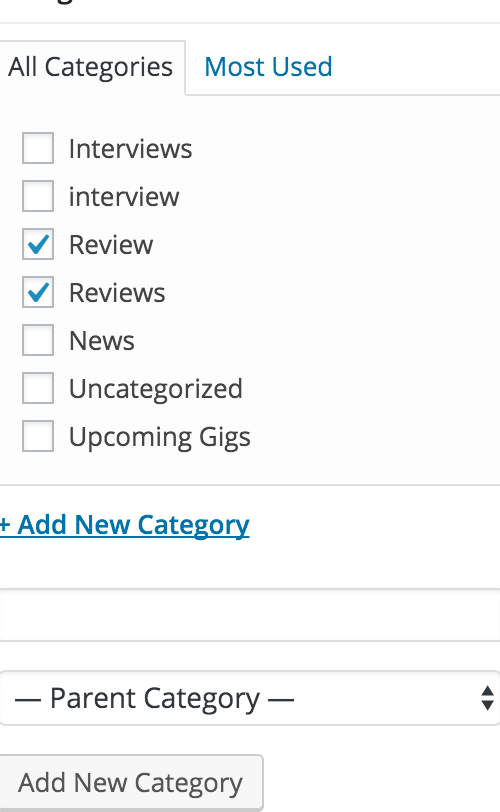 All Categories Most Used
Interviews
interview
Review
Reviews
News
Uncategorized
Upcoming Gigs
+ Add New Category
— Parent Category —
Add New Category